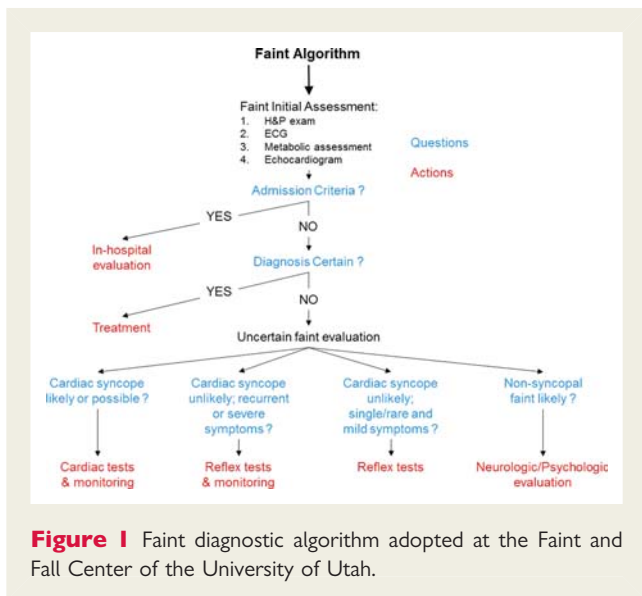 Faint Algorithm
Faint Initial Assessment:
1. H&P exam
2. ECG
3. Metabolic assessment
4. Echocardiogram
Questions
Actions
Admission Criteria ?
YES
NO
In-hospital
evaluation
Diagnosis Certain ?
YES
NO
Treatment
Uncertain faint evaluation
Cardiac syncope
likely or possible ?
Cardiac syncope
unlikely; recurrent
or severe
symptoms ?
Cardiac syncope
unlikely;
single/rare and
mild symptoms ?
Non-syncopal
faint likely ?
Cardiac tests
& monitoring
Reflex tests
& monitoring
Reflex tests
Neurologic/Psychologic
evaluation
Figure 1 Faint diagnostic algorithm adopted at the Faint and
Fall Center of the University of Utah.